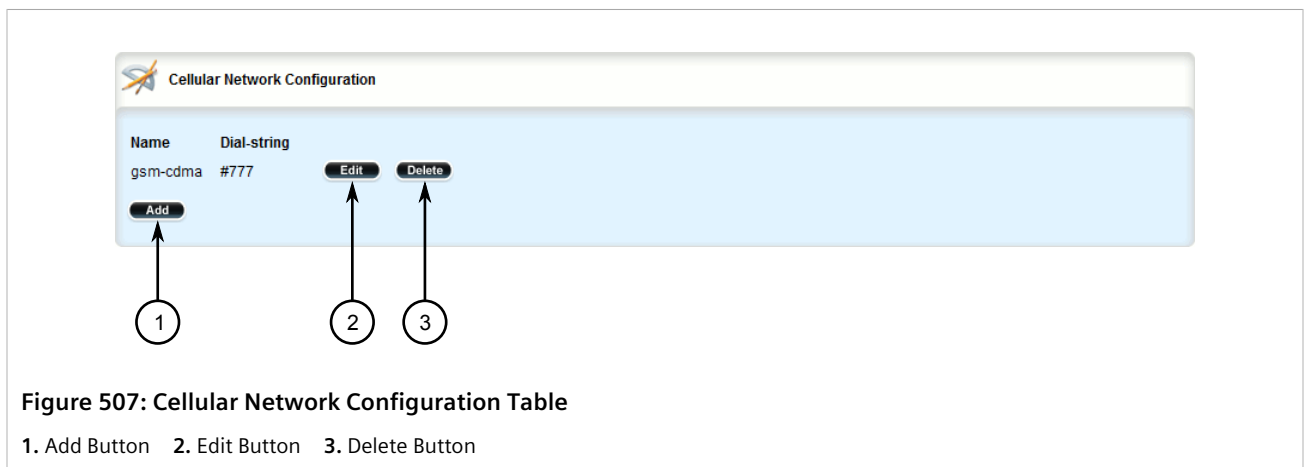 Cellular Network Configuration
Name Dial-string
gsm-cdma #777 Edit Delete
Add
1 2 3
Figure 507: Cellular Network Configuration Table
1. Add Button 2. Edit Button 3. Delete Button